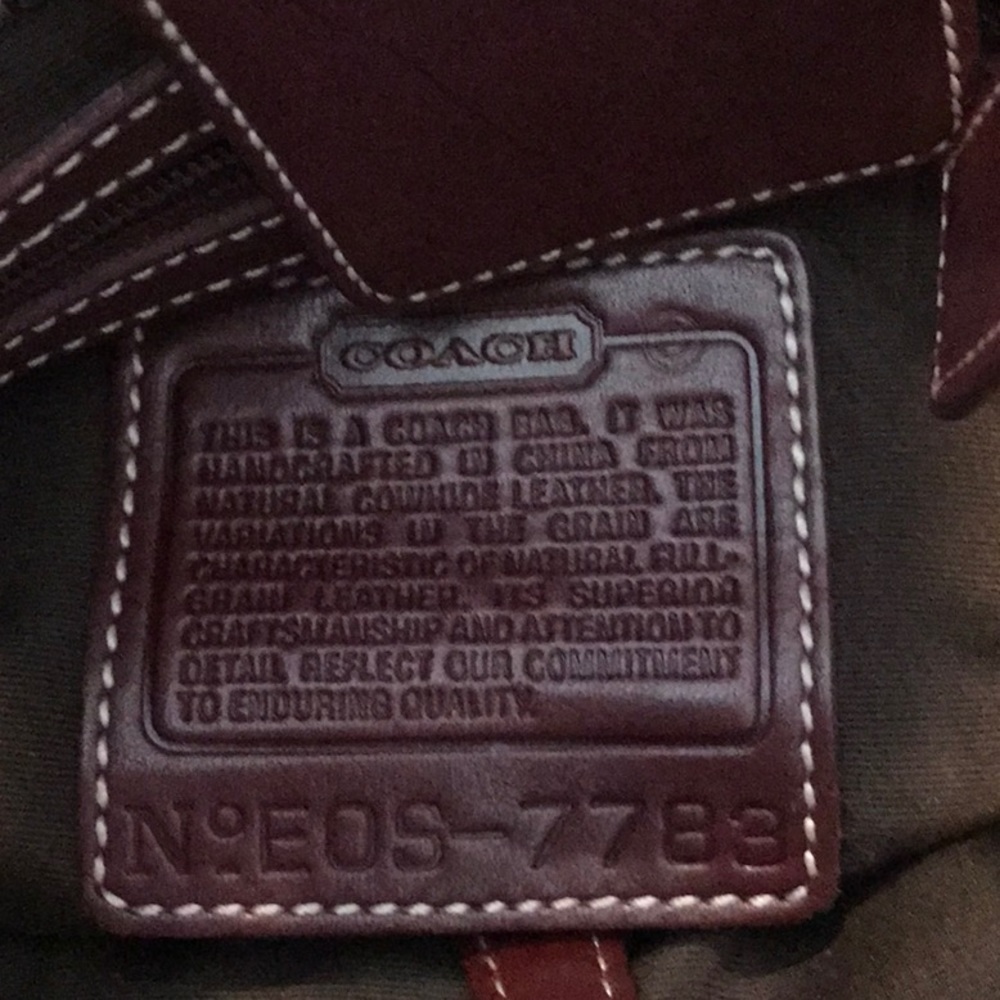 COACH
THIS IS A COACH BAG. IT WAS
HANDCRAFTED IN CHINA FROM
NATURAL COWHIDE LEATHER. THE
VARIATIONS IN THE GRAIN ARE
CHARACTERISTIC OF NATURAL FULL-
GRAIN LEATHER. ITS SUPERIOR
CRAFTSMANSHIP AND ATTENTION TO
DETAIL REFLECT OUR COMMITMENT
TO ENDURING QUALITY.
NºEOS-7783